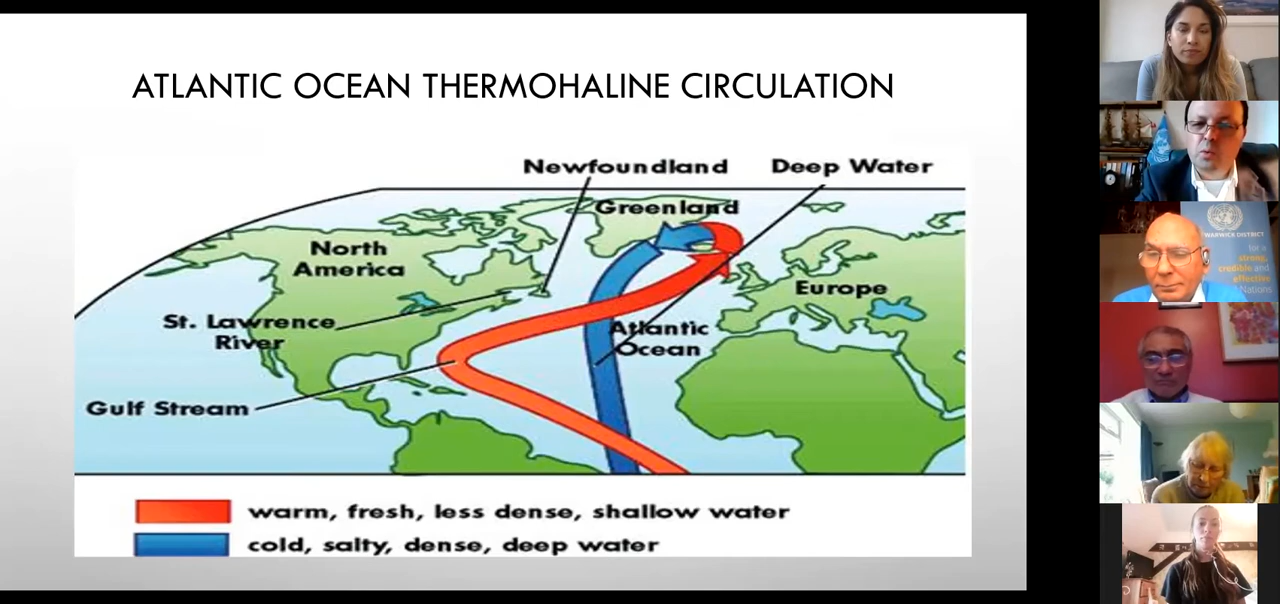 ATLANTIC OCEAN THERMOHALINE CIRCULATION
Newfoundland
Deep Water
Greenland
North
America
Europe
St. Lawrence
River
Atlantic
Ocean
Gulf Stream
warm, fresh, less dense, shallow water
cold, salty, dense, deep water
WARWICK DISTRICT
for a
strong,
credible and
effective
Nations